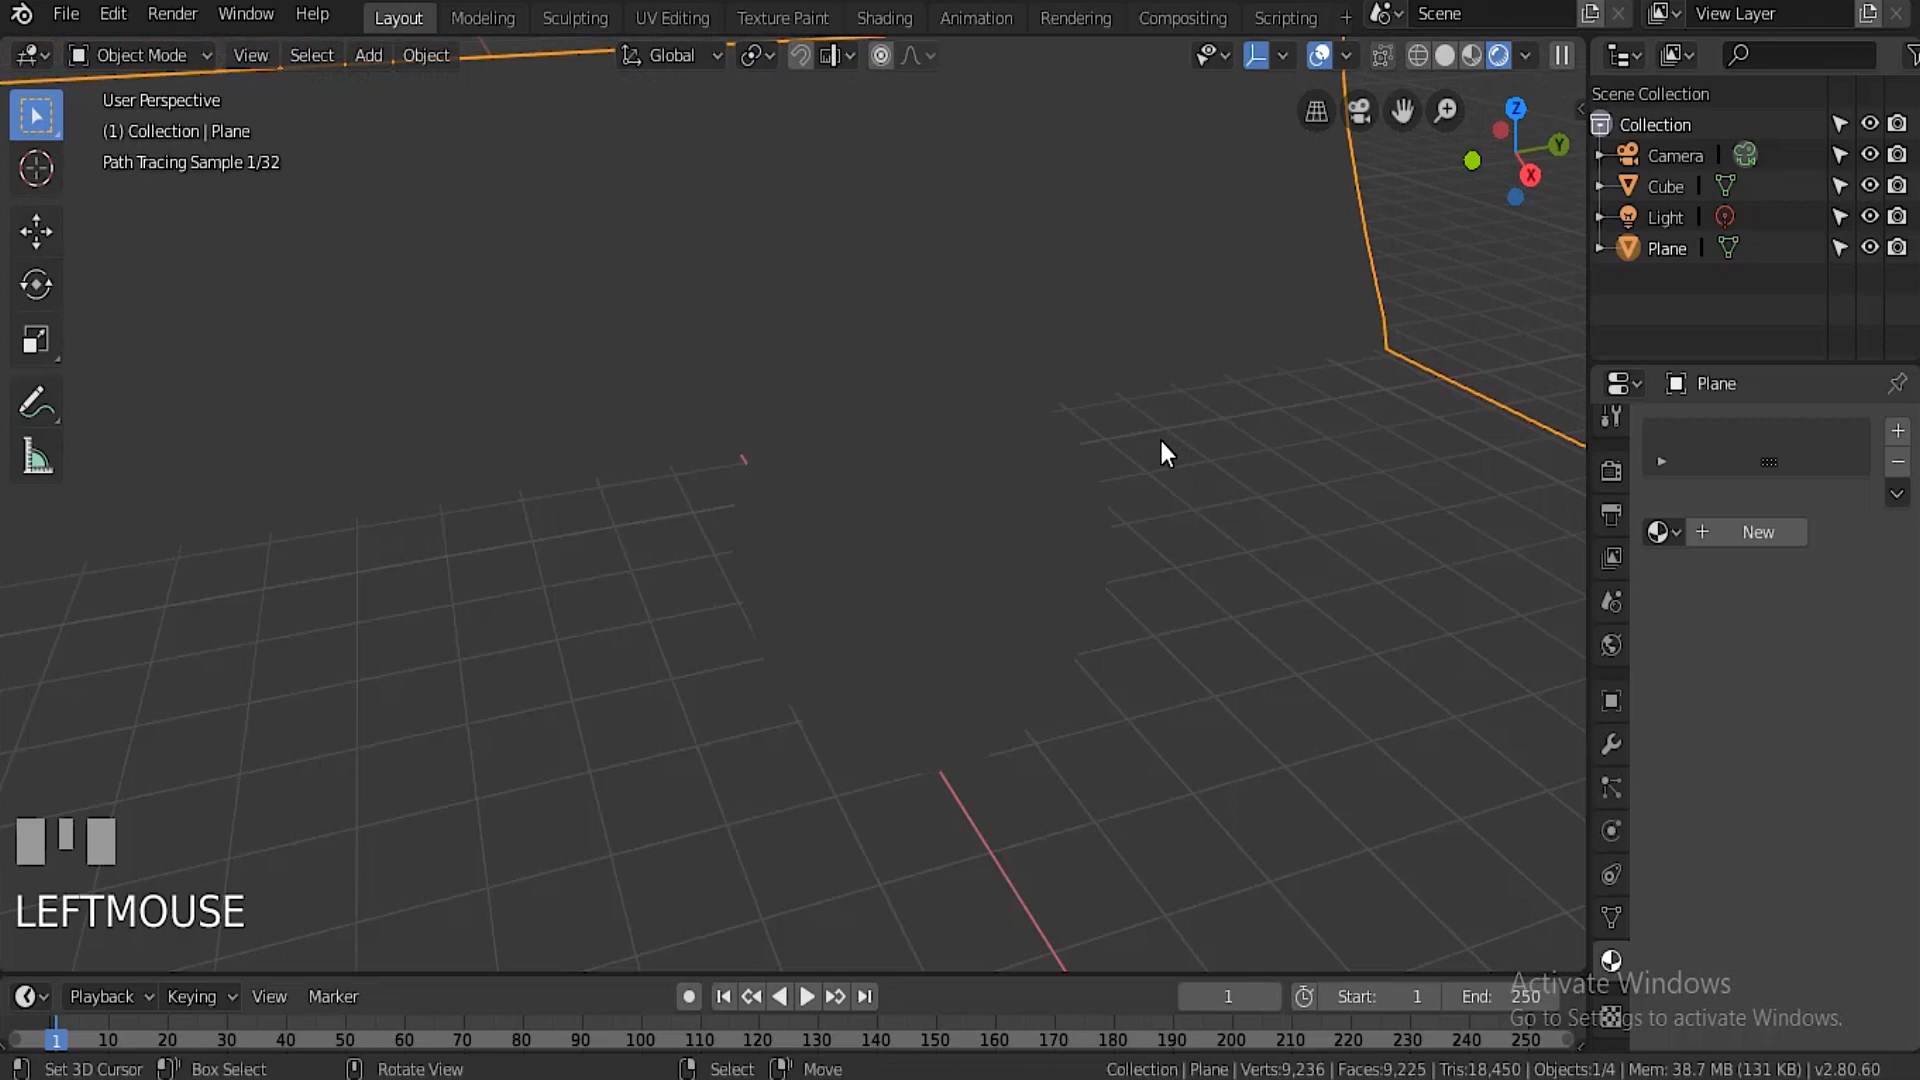 File Edit Render Window Help Layout Modeling Sculpting UV Editing Texture Paint Shading Animation Rendering Compositing Scripting + Scene View Layer
Object Mode View Select Add Object Global
User Perspective
(1) Collection | Plane
Path Tracing Sample 1/32
Z
Y
X
Scene Collection
Collection
Camera
Cube
Light
Plane
Plane
New
LEFTMOUSE
Activate Windows
Go to Settings to activate Windows.
Playback Keying View Marker 1 Start: 1 End: 250
1 10 20 30 40 50 60 70 80 90 100 110 120 130 140 150 160 170 180 190 200 210 220 230 240 250
Set 3D Cursor Box Select Rotate View Select Move Collection | Plane | Verts:9,236 | Faces:9,225 | Tris:18,450 | Objects:1/4 | Mem: 38.7 MB (131 KB) | v2.80.60